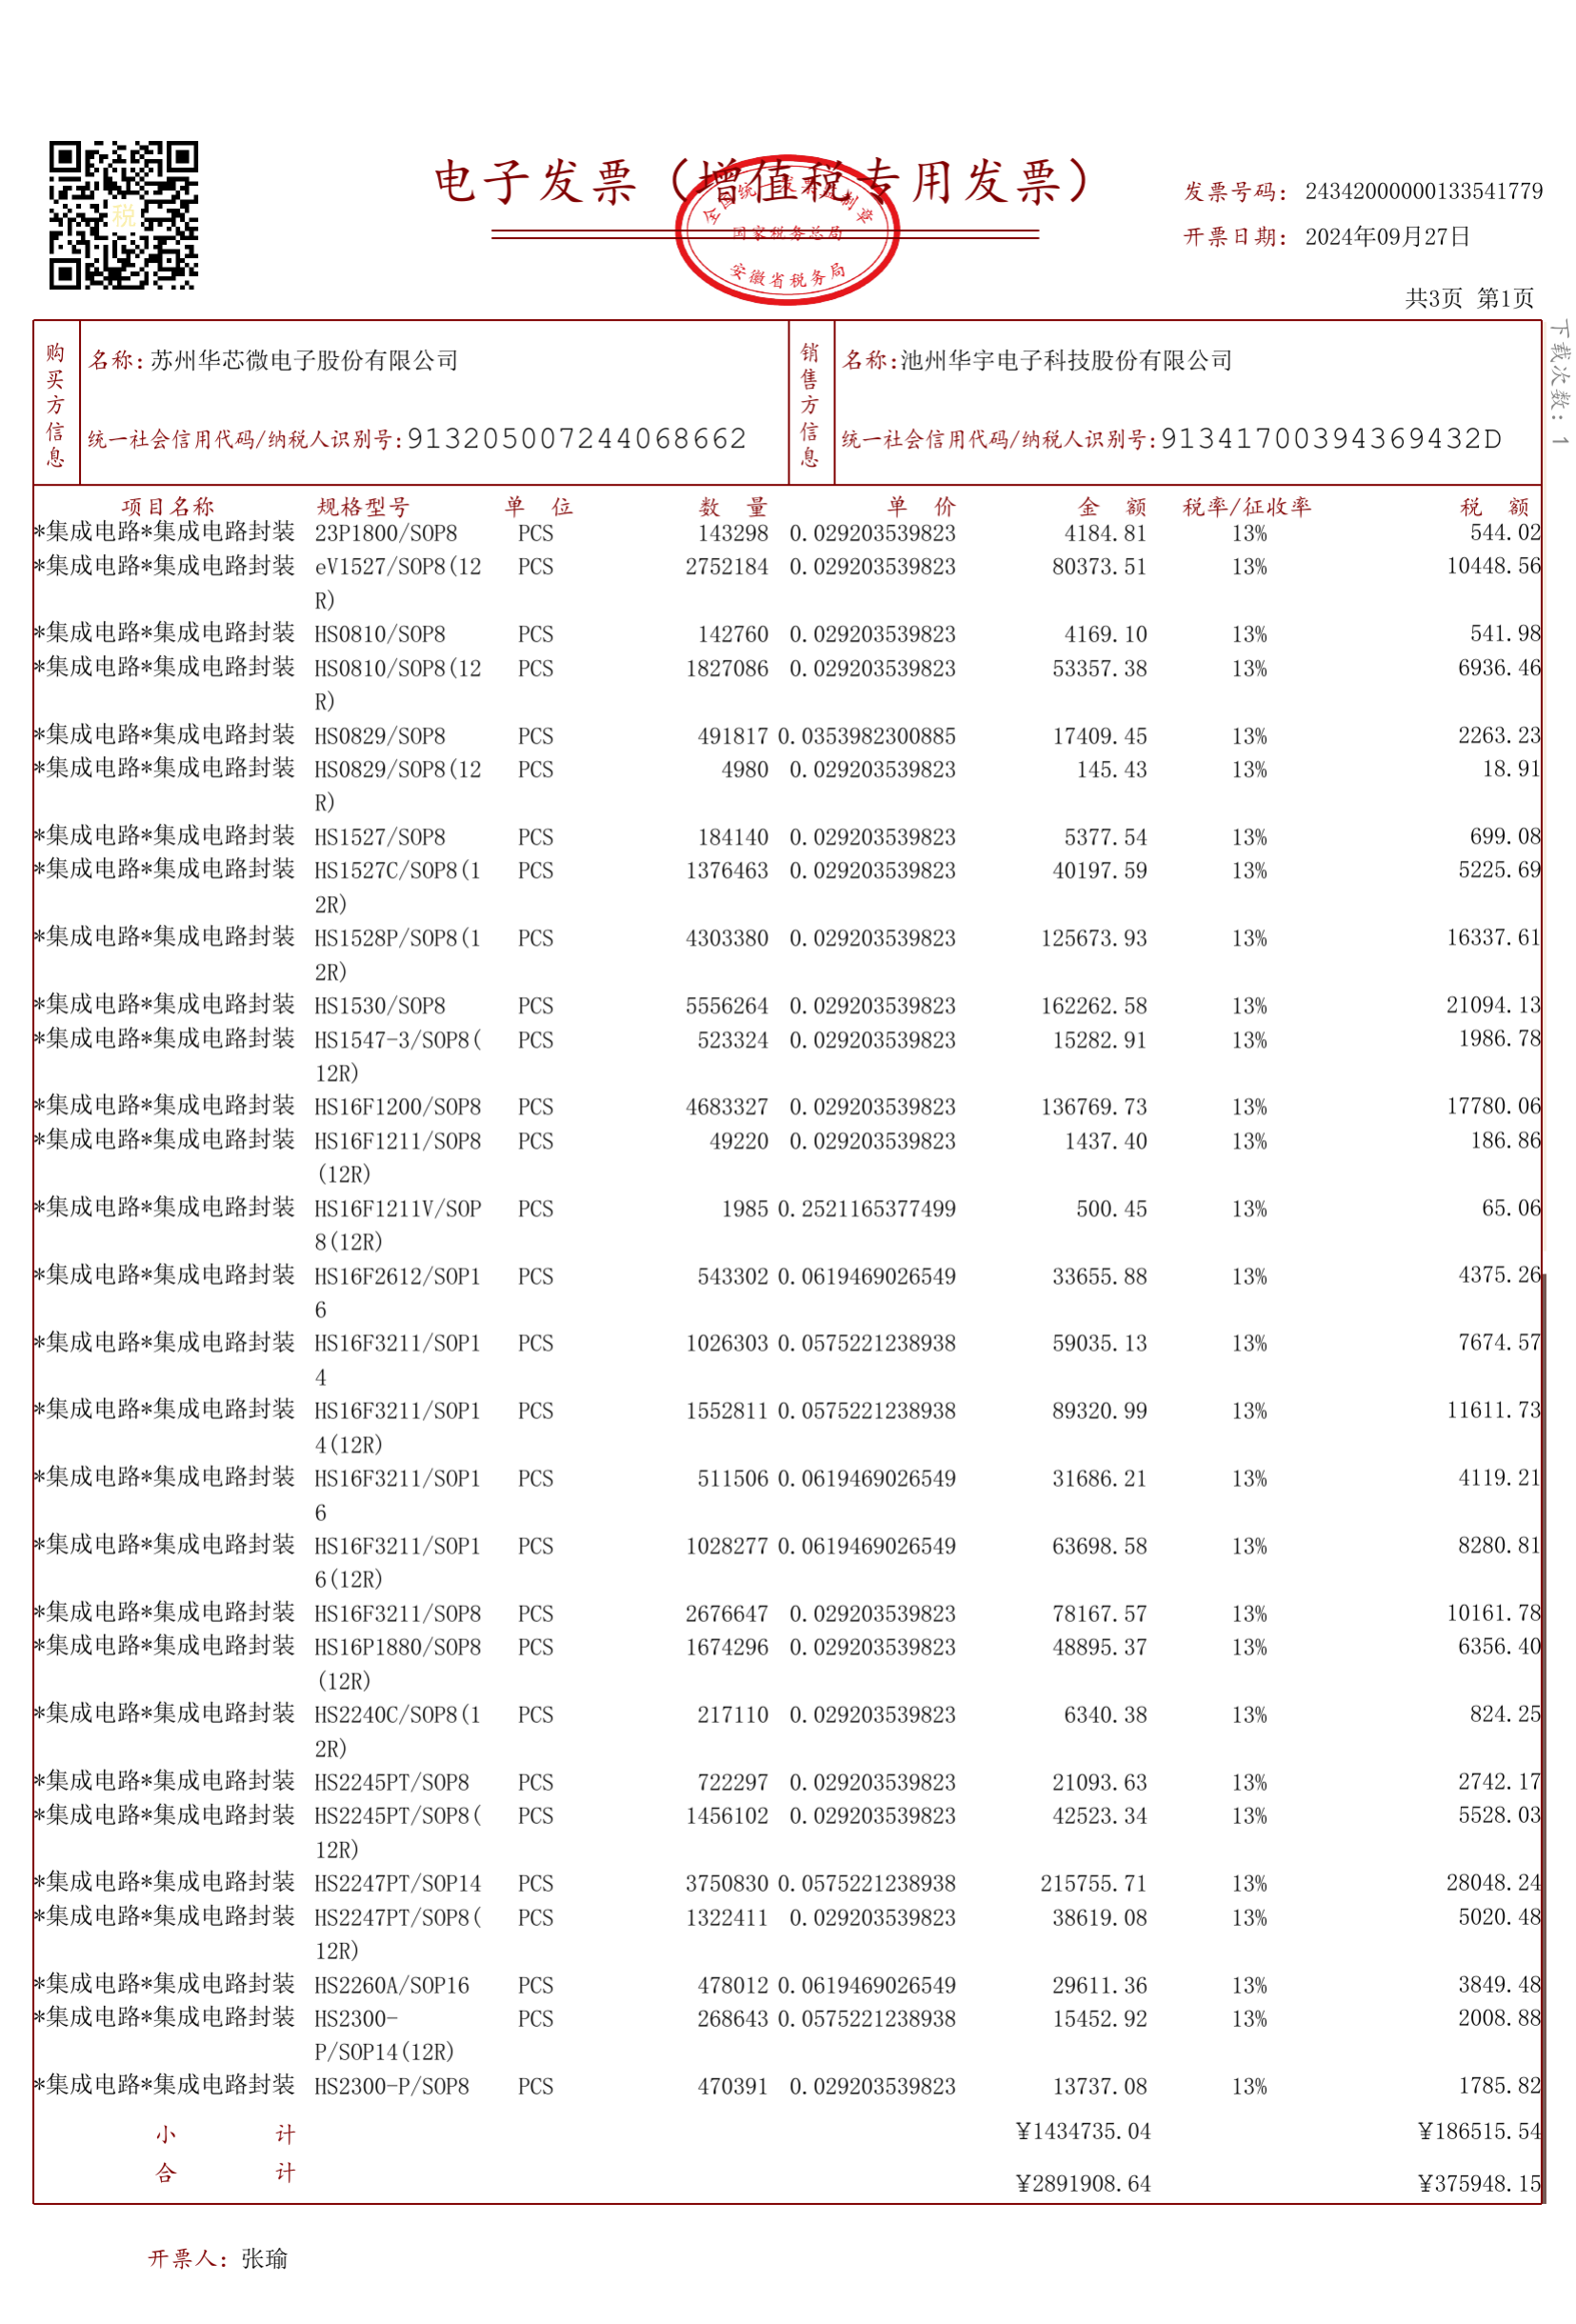 电子发票（增值税专用发票）
全国统一发票监制章
国家税务总局
安徽省税务局
税
发票号码：24342000000133541779
开票日期：2024年09月27日
共3页 第1页
下载次数：1
购买方信息
名称：苏州华芯微电子股份有限公司
统一社会信用代码/纳税人识别号：913205007244068662
销售方信息
名称：池州华宇电子科技股份有限公司
统一社会信用代码/纳税人识别号：91341700394369432D
项目名称 规格型号 单位 数量 单价 金额 税率/征收率 税额
*集成电路*集成电路封装 23P1800/SOP8 PCS 143298 0.029203539823 4184.81 13% 544.02
*集成电路*集成电路封装 eV1527/SOP8(12 PCS 2752184 0.029203539823 80373.51 13% 10448.56
R)
*集成电路*集成电路封装 HS0810/SOP8 PCS 142760 0.029203539823 4169.10 13% 541.98
*集成电路*集成电路封装 HS0810/SOP8(12 PCS 1827086 0.029203539823 53357.38 13% 6936.46
R)
*集成电路*集成电路封装 HS0829/SOP8 PCS 491817 0.0353982300885 17409.45 13% 2263.23
*集成电路*集成电路封装 HS0829/SOP8(12 PCS 4980 0.029203539823 145.43 13% 18.91
R)
*集成电路*集成电路封装 HS1527/SOP8 PCS 184140 0.029203539823 5377.54 13% 699.08
*集成电路*集成电路封装 HS1527C/SOP8(1 PCS 1376463 0.029203539823 40197.59 13% 5225.69
2R)
*集成电路*集成电路封装 HS1528P/SOP8(1 PCS 4303380 0.029203539823 125673.93 13% 16337.61
2R)
*集成电路*集成电路封装 HS1530/SOP8 PCS 5556264 0.029203539823 162262.58 13% 21094.13
*集成电路*集成电路封装 HS1547-3/SOP8( PCS 523324 0.029203539823 15282.91 13% 1986.78
12R)
*集成电路*集成电路封装 HS16F1200/SOP8 PCS 4683327 0.029203539823 136769.73 13% 17780.06
*集成电路*集成电路封装 HS16F1211/SOP8 PCS 49220 0.029203539823 1437.40 13% 186.86
(12R)
*集成电路*集成电路封装 HS16F1211V/SOP PCS 1985 0.2521165377499 500.45 13% 65.06
8(12R)
*集成电路*集成电路封装 HS16F2612/SOP1 PCS 543302 0.0619469026549 33655.88 13% 4375.26
6
*集成电路*集成电路封装 HS16F3211/SOP1 PCS 1026303 0.0575221238938 59035.13 13% 7674.57
4
*集成电路*集成电路封装 HS16F3211/SOP1 PCS 1552811 0.0575221238938 89320.99 13% 11611.73
4(12R)
*集成电路*集成电路封装 HS16F3211/SOP1 PCS 511506 0.0619469026549 31686.21 13% 4119.21
6
*集成电路*集成电路封装 HS16F3211/SOP1 PCS 1028277 0.0619469026549 63698.58 13% 8280.81
6(12R)
*集成电路*集成电路封装 HS16F3211/SOP8 PCS 2676647 0.029203539823 78167.57 13% 10161.78
*集成电路*集成电路封装 HS16P1880/SOP8 PCS 1674296 0.029203539823 48895.37 13% 6356.40
(12R)
*集成电路*集成电路封装 HS2240C/SOP8(1 PCS 217110 0.029203539823 6340.38 13% 824.25
2R)
*集成电路*集成电路封装 HS2245PT/SOP8 PCS 722297 0.029203539823 21093.63 13% 2742.17
*集成电路*集成电路封装 HS2245PT/SOP8( PCS 1456102 0.029203539823 42523.34 13% 5528.03
12R)
*集成电路*集成电路封装 HS2247PT/SOP14 PCS 3750830 0.0575221238938 215755.71 13% 28048.24
*集成电路*集成电路封装 HS2247PT/SOP8( PCS 1322411 0.029203539823 38619.08 13% 5020.48
12R)
*集成电路*集成电路封装 HS2260A/SOP16 PCS 478012 0.0619469026549 29611.36 13% 3849.48
*集成电路*集成电路封装 HS2300- PCS 268643 0.0575221238938 15452.92 13% 2008.88
P/SOP14(12R)
*集成电路*集成电路封装 HS2300-P/SOP8 PCS 470391 0.029203539823 13737.08 13% 1785.82
小计 ¥1434735.04 ¥186515.54
合计 ¥2891908.64 ¥375948.15
开票人：张瑜